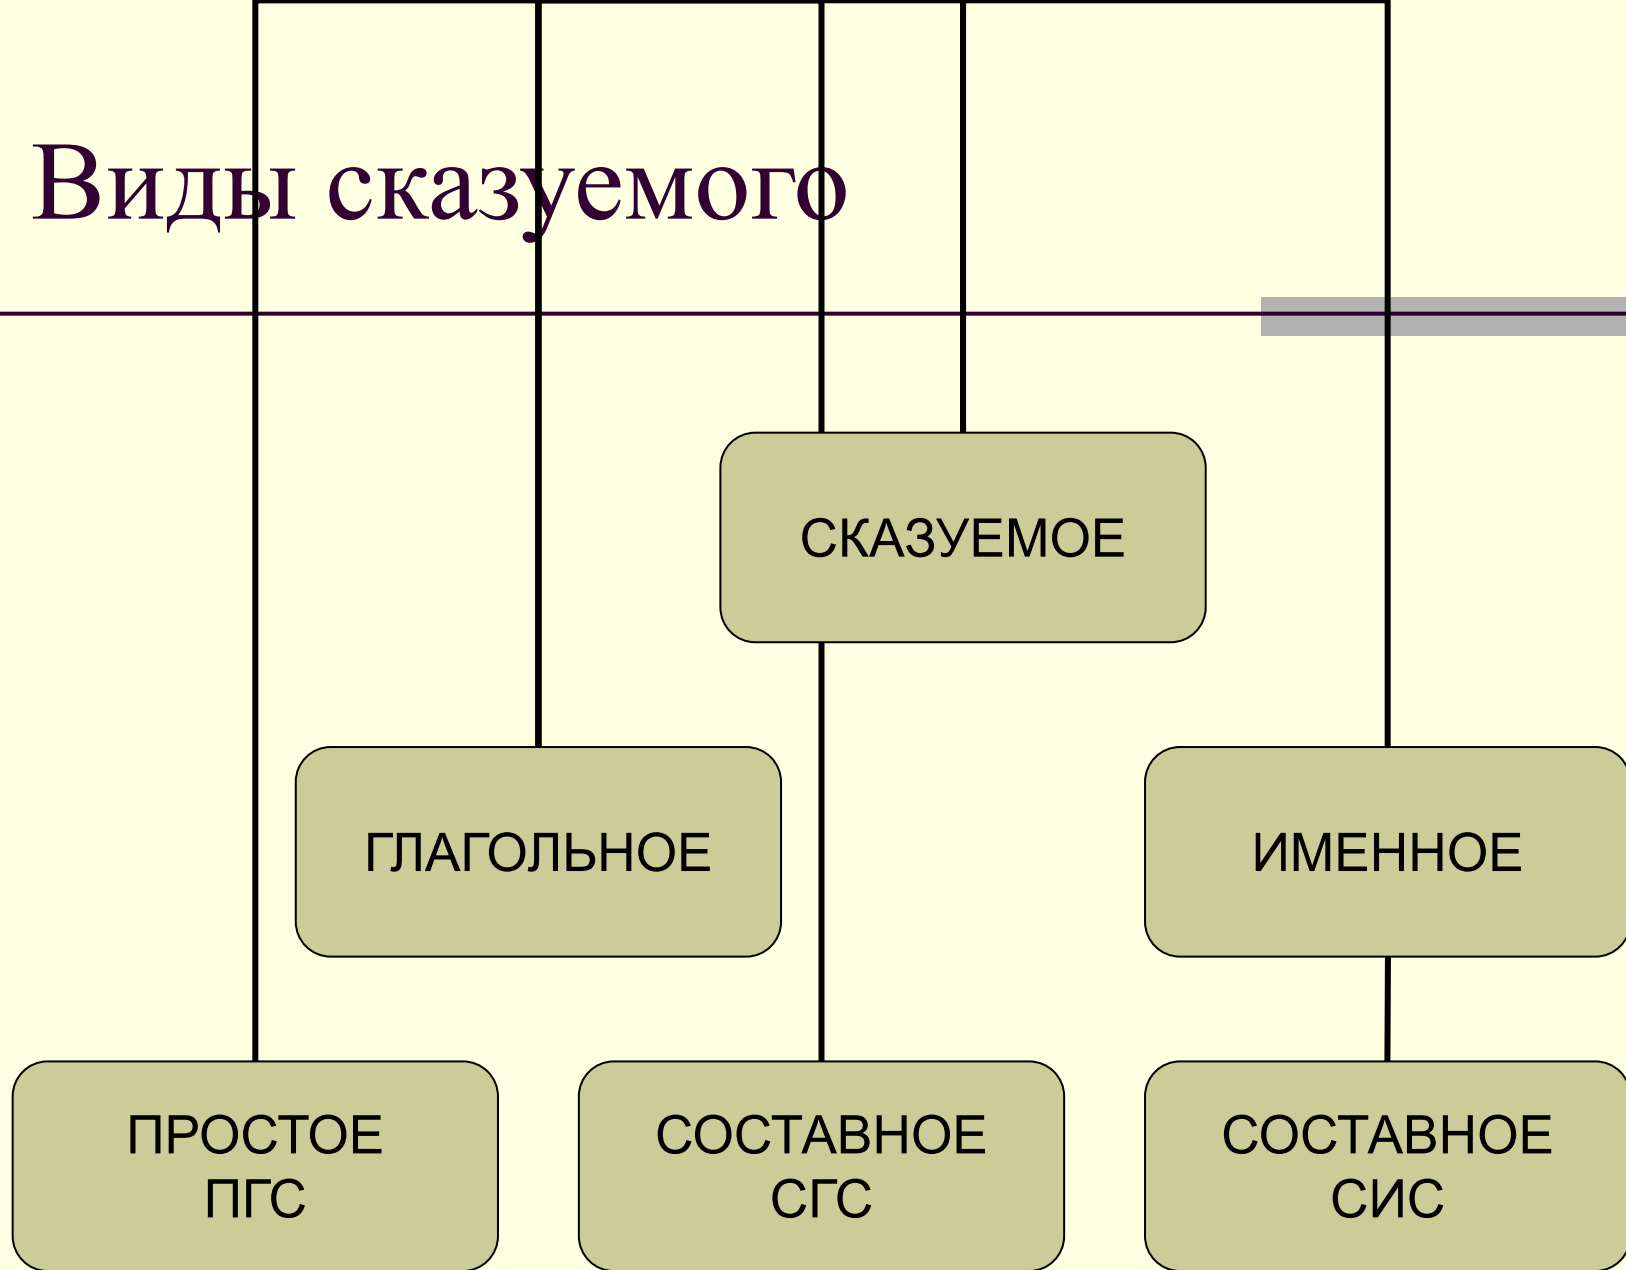 Виды сказуемого
СКАЗУЕМОЕ
ГЛАГОЛЬНОЕ
ИМЕННОЕ
ПРОСТОЕ
ПГС
СОСТАВНОЕ
СГС
СОСТАВНОЕ
СИС